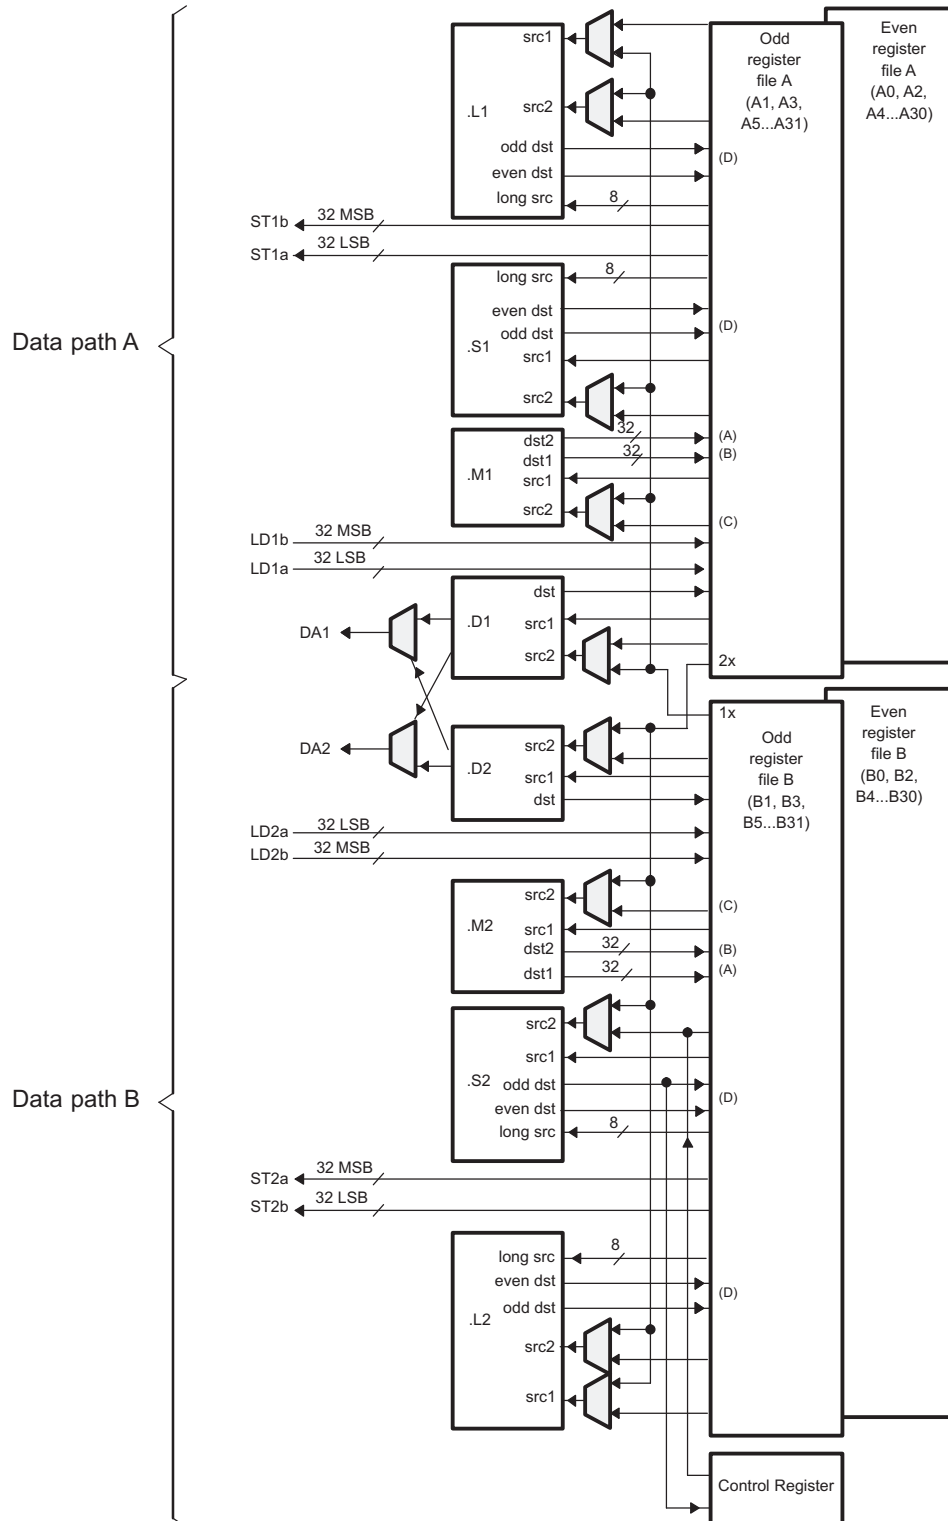 Data path A
src1
.L1
src2
odd dst
even dst
long src
8
ST1b
32 MSB
ST1a
32 LSB
long src
8
even dst
odd dst
.S1
src1
src2
dst2
32
dst1
32
.M1
src1
src2
LD1b
32 MSB
LD1a
32 LSB
dst
.D1
src1
src2
DA1
Odd
register
file A
(A1, A3,
A5...A31)
(D)
(D)
(A)
(B)
(C)
2x
Even
register
file A
(A0, A2,
A4...A30)
Data path B
DA2
src2
.D2
src1
dst
LD2a
32 LSB
LD2b
32 MSB
src2
.M2
src1
dst2
32
dst1
32
src2
src1
.S2
odd dst
even dst
long src
8
ST2a
32 MSB
ST2b
32 LSB
long src
8
even dst
odd dst
.L2
src2
src1
1x
Odd
register
file B
(B1, B3,
B5...B31)
(C)
(B)
(A)
(D)
(D)
Even
register
file B
(B0, B2,
B4...B30)
Control Register